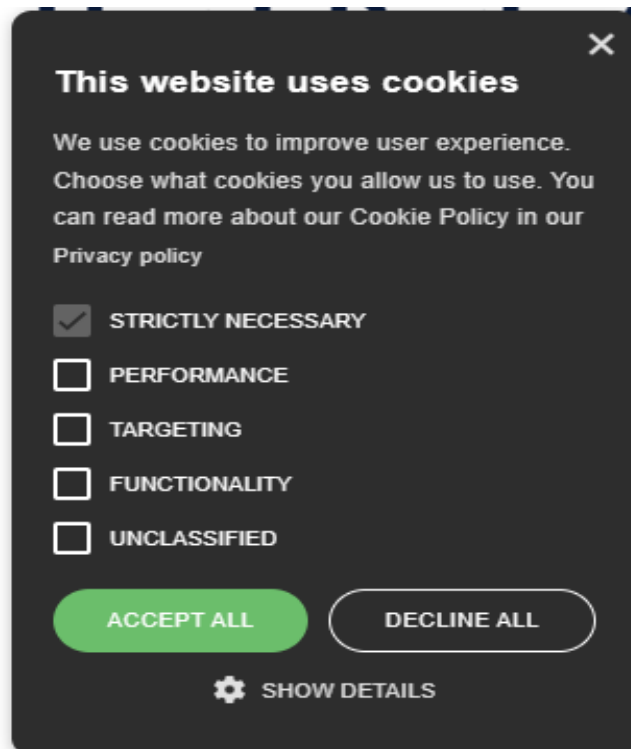 This website uses cookies
We use cookies to improve user experience.
Choose what cookies you allow us to use. You
can read more about our Cookie Policy in our
Privacy policy
STRICTLY NECESSARY
PERFORMANCE
TARGETING
FUNCTIONALITY
UNCLASSIFIED
ACCEPT ALL DECLINE ALL
SHOW DETAILS